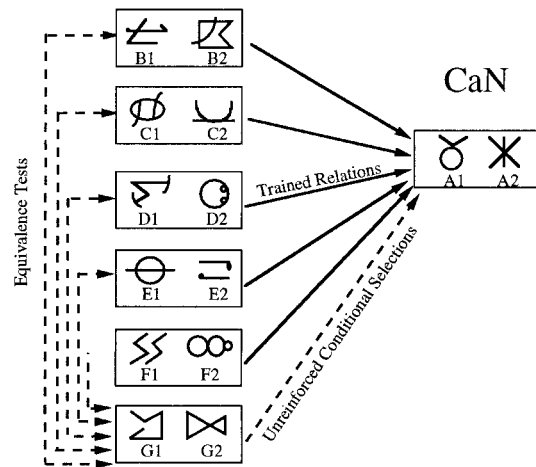 CaN
B1 B2
C1 C2
Equivalence Tests
Trained Relations
A1 A2
D1 D2
E1 E2
Unreinforced Conditional Selections
F1 F2
G1 G2